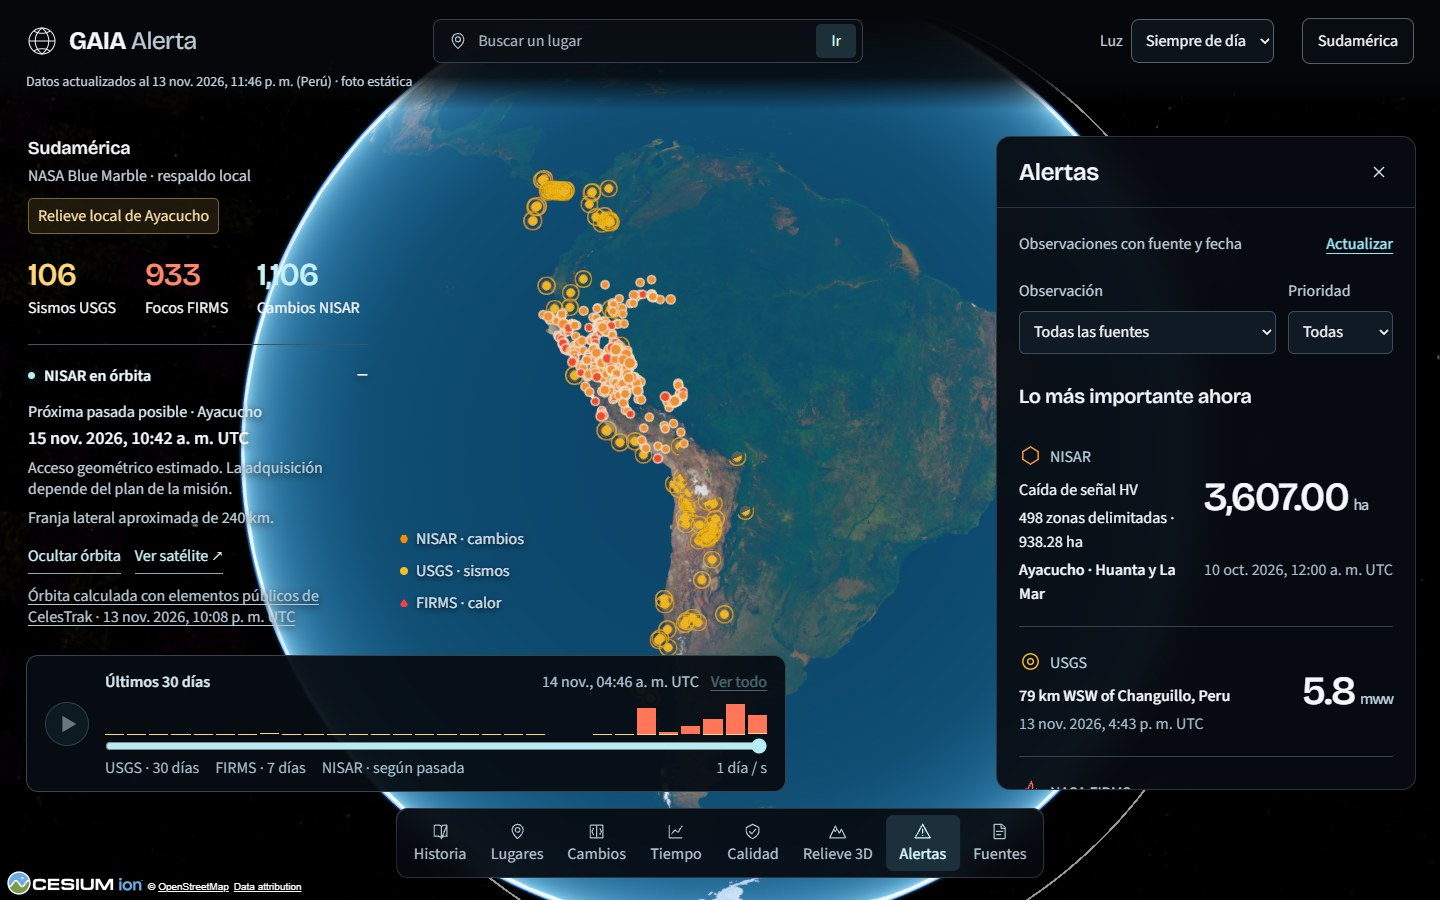 GAIA Alerta
Buscar un lugar
Ir
Luz
Siempre de día
Sudamérica
Datos actualizados al 13 nov. 2026, 11:46 p. m. (Perú) · foto estática
Sudamérica
NASA Blue Marble · respaldo local
Relieve local de Ayacucho
106
933
1,106
Sismos USGS
Focos FIRMS
Cambios NISAR
NISAR en órbita
Próxima pasada posible · Ayacucho
15 nov. 2026, 10:42 a. m. UTC
Acceso geométrico estimado. La adquisición
depende del plan de la misión.
Franja lateral aproximada de 240 km.
Ocultar órbita
Ver satélite ↗
Órbita calculada con elementos públicos de
CelesTrak · 13 nov. 2026, 10:08 p. m. UTC
NISAR · cambios
USGS · sismos
FIRMS · calor
Últimos 30 días
14 nov., 04:46 a. m. UTC
Ver todo
USGS · 30 días
FIRMS · 7 días
NISAR · según pasada
1 día / s
Alertas
Observaciones con fuente y fecha
Actualizar
Observación
Prioridad
Todas las fuentes
Todas
Lo más importante ahora
NISAR
Caída de señal HV
3,607.00 ha
498 zonas delimitadas ·
938.28 ha
Ayacucho · Huanta y La
Mar
10 oct. 2026, 12:00 a. m. UTC
USGS
79 km WSW of Changuillo, Peru
5.8 mww
13 nov. 2026, 4:43 p. m. UTC
Historia
Lugares
Cambios
Tiempo
Calidad
Relieve 3D
Alertas
Fuentes
CESIUM ion
© OpenStreetMap Data attribution